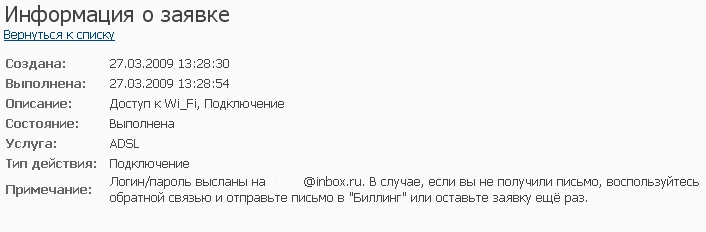 Информация о заявке
Вернуться к списку
Создана: 27.03.2009 13:28:30
Выполнена: 27.03.2009 13:28:54
Описание: Доступ к Wi_Fi, Подключение
Состояние: Выполнена
Услуга: ADSL
Тип действия: Подключение
Примечание: Логин/пароль высланы на @inbox.ru. В случае, если вы не получили письмо, воспользуйтесь
обратной связью и отправьте письмо в "Биллинг" или оставьте заявку ещё раз.